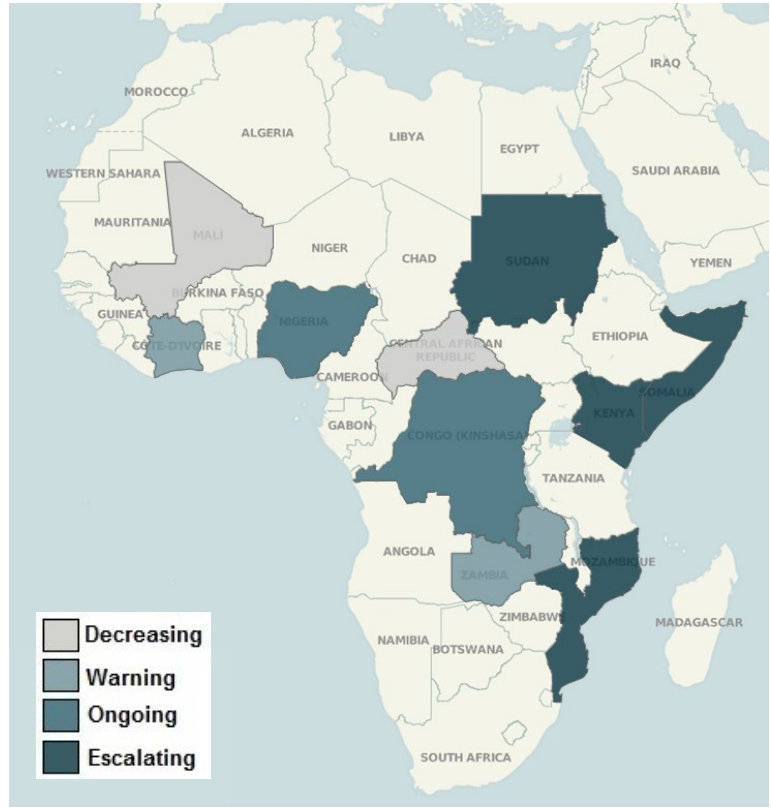 IRAQ
MOROCCO
ALGERIA
LIBYA
EGYPT
WESTERN SAHARA
SAUDI ARABIA
MAURITANIA
MALI
NIGER
CHAD
SUDAN
YEMEN
BURKINA FASO
GUINEA
NIGERIA
ETHIOPIA
CÔTE-D'IVOIRE
CENTRAL AFRICAN
REPUBLIC
CAMEROON
SOMALIA
KENYA
GABON
CONGO (KINSHASA)
TANZANIA
ANGOLA
MOZAMBIQUE
ZAMBIA
ZIMBABWE
MADAGASCAR
NAMIBIA
BOTSWANA
SOUTH AFRICA
Decreasing
Warning
Ongoing
Escalating